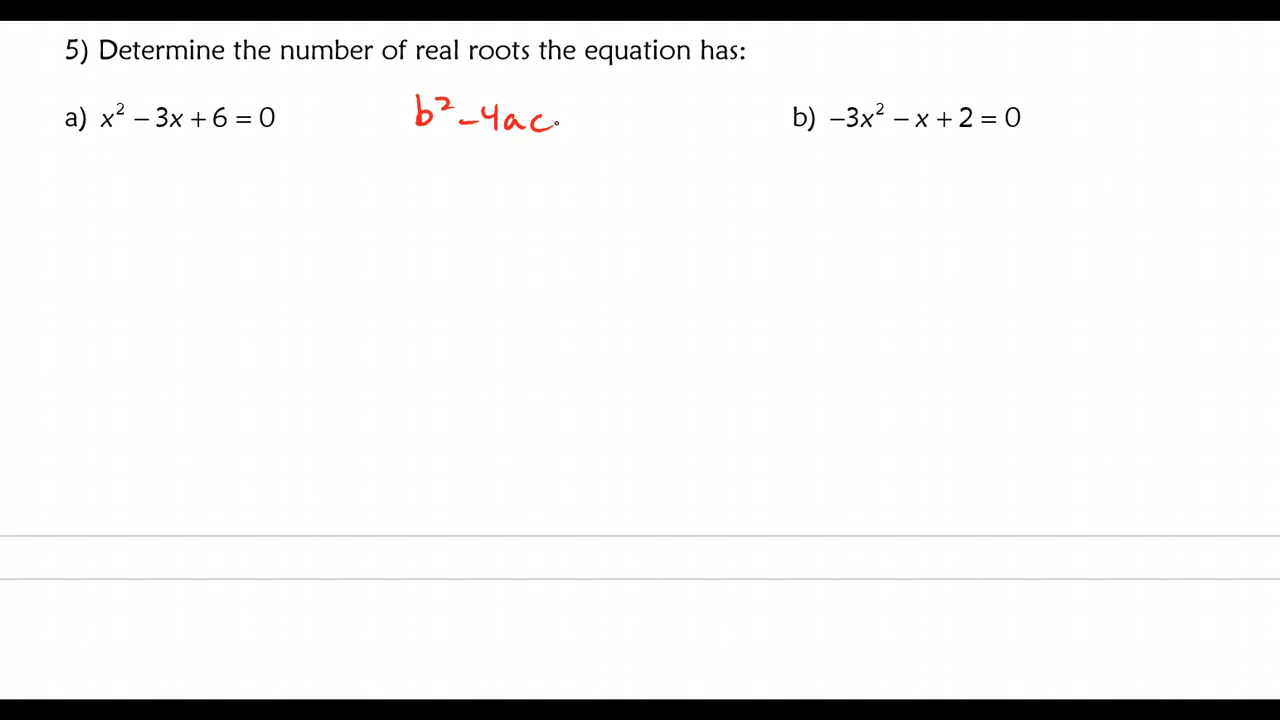 5) Determine the number of real roots the equation has:
a) x² – 3x + 6 = 0 b² – 4ac b) –3x² – x + 2 = 0